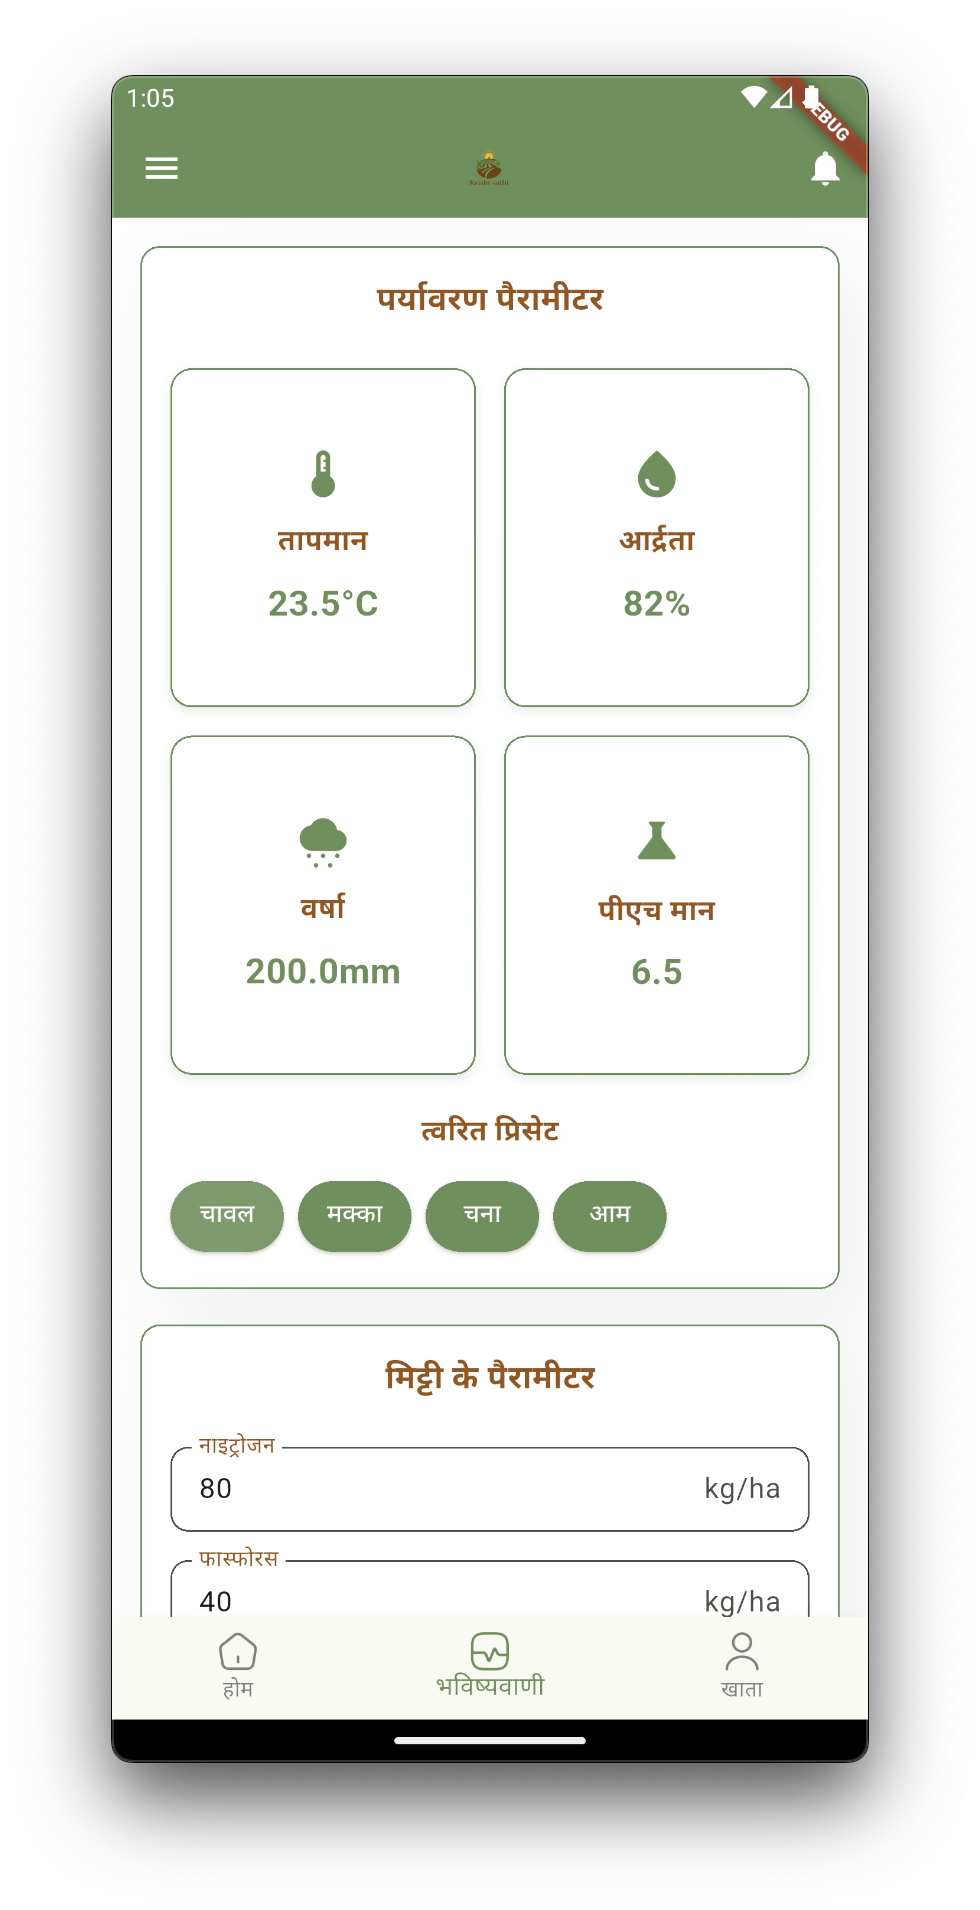 1:05
DEBUG
Krishi-sathi
पर्यावरण पैरामीटर
तापमान
23.5°C
आर्द्रता
82%
वर्षा
200.0mm
पीएच मान
6.5
त्वरित प्रिसेट
चावल
मक्का
चना
आम
मिट्टी के पैरामीटर
नाइट्रोजन
80 kg/ha
फास्फोरस
40 kg/ha
होम
भविष्यवाणी
खाता